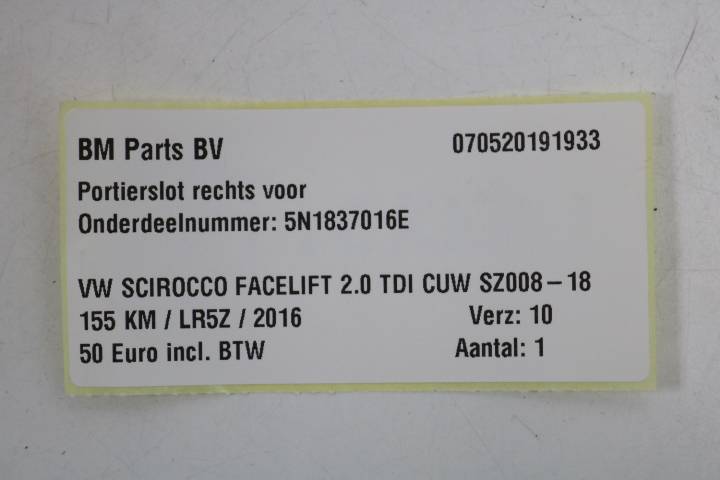 BM Parts BV 070520191933
Portierslot rechts voor
Onderdeelnummer: 5N1837016E
VW SCIROCCO FACELIFT 2.0 TDI CUW SZ008-18
155 KM / LR5Z / 2016 Verz: 10
50 Euro incl. BTW Aantal: 1